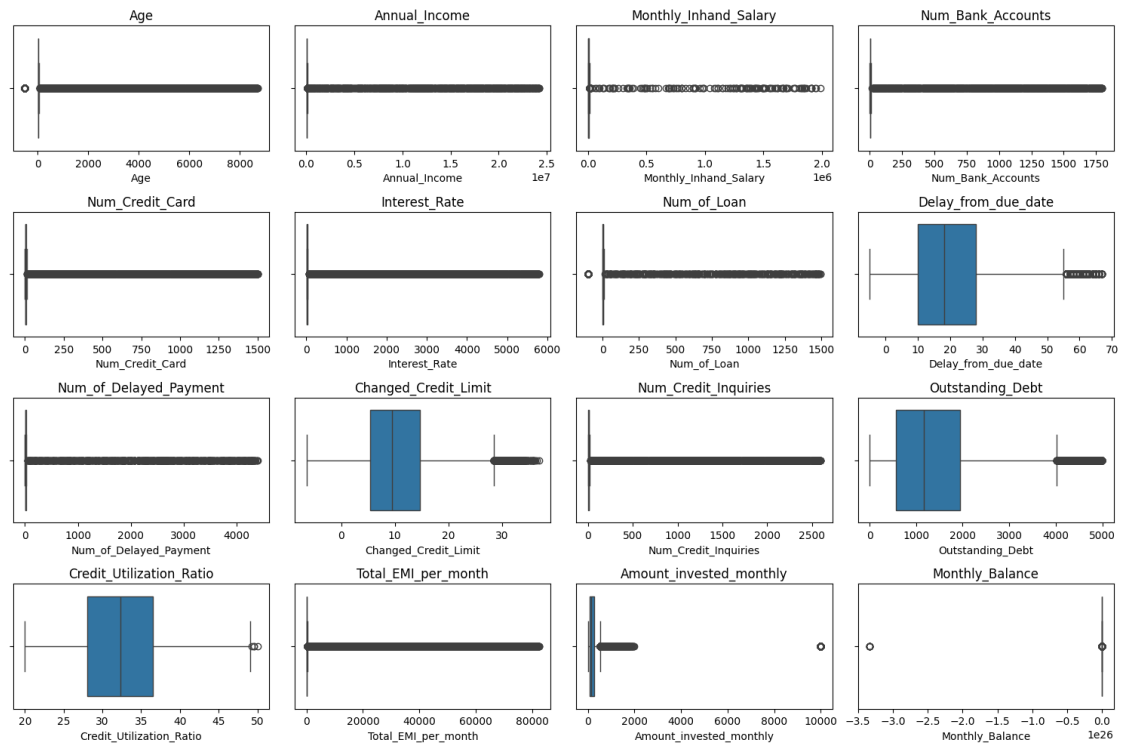 Age Annual_Income Monthly_Inhand_Salary Num_Bank_Accounts
0 2000 4000 6000 8000 0.0 0.5 1.0 1.5 2.0 2.5 0.0 0.5 1.0 1.5 2.0 0 250 500 750 1000 1250 1500 1750
1e7 1e6
Age Annual_Income Monthly_Inhand_Salary Num_Bank_Accounts
Num_Credit_Card Interest_Rate Num_of_Loan Delay_from_due_date
0 250 500 750 1000 1250 1500 0 1000 2000 3000 4000 5000 6000 0 250 500 750 1000 1250 1500 0 10 20 30 40 50 60 70
Num_Credit_Card Interest_Rate Num_of_Loan Delay_from_due_date
Num_of_Delayed_Payment Changed_Credit_Limit Num_Credit_Inquiries Outstanding_Debt
0 1000 2000 3000 4000 0 10 20 30 0 500 1000 1500 2000 2500 0 1000 2000 3000 4000 5000
Num_of_Delayed_Payment Changed_Credit_Limit Num_Credit_Inquiries Outstanding_Debt
Credit_Utilization_Ratio Total_EMI_per_month Amount_invested_monthly Monthly_Balance
20 25 30 35 40 45 50 0 20000 40000 60000 80000 0 2000 4000 6000 8000 10000 −3.5 −3.0 −2.5 −2.0 −1.5 −1.0 −0.5 0.0
1e26
Credit_Utilization_Ratio Total_EMI_per_month Amount_invested_monthly Monthly_Balance